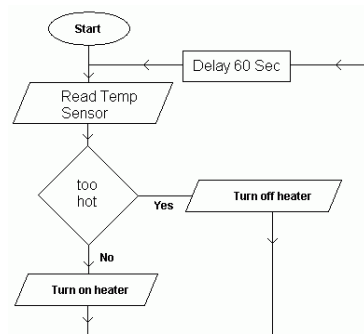 Start
Delay 60 Sec
Read Temp
Sensor
too
hot
Yes
Turn off heater
No
Turn on heater